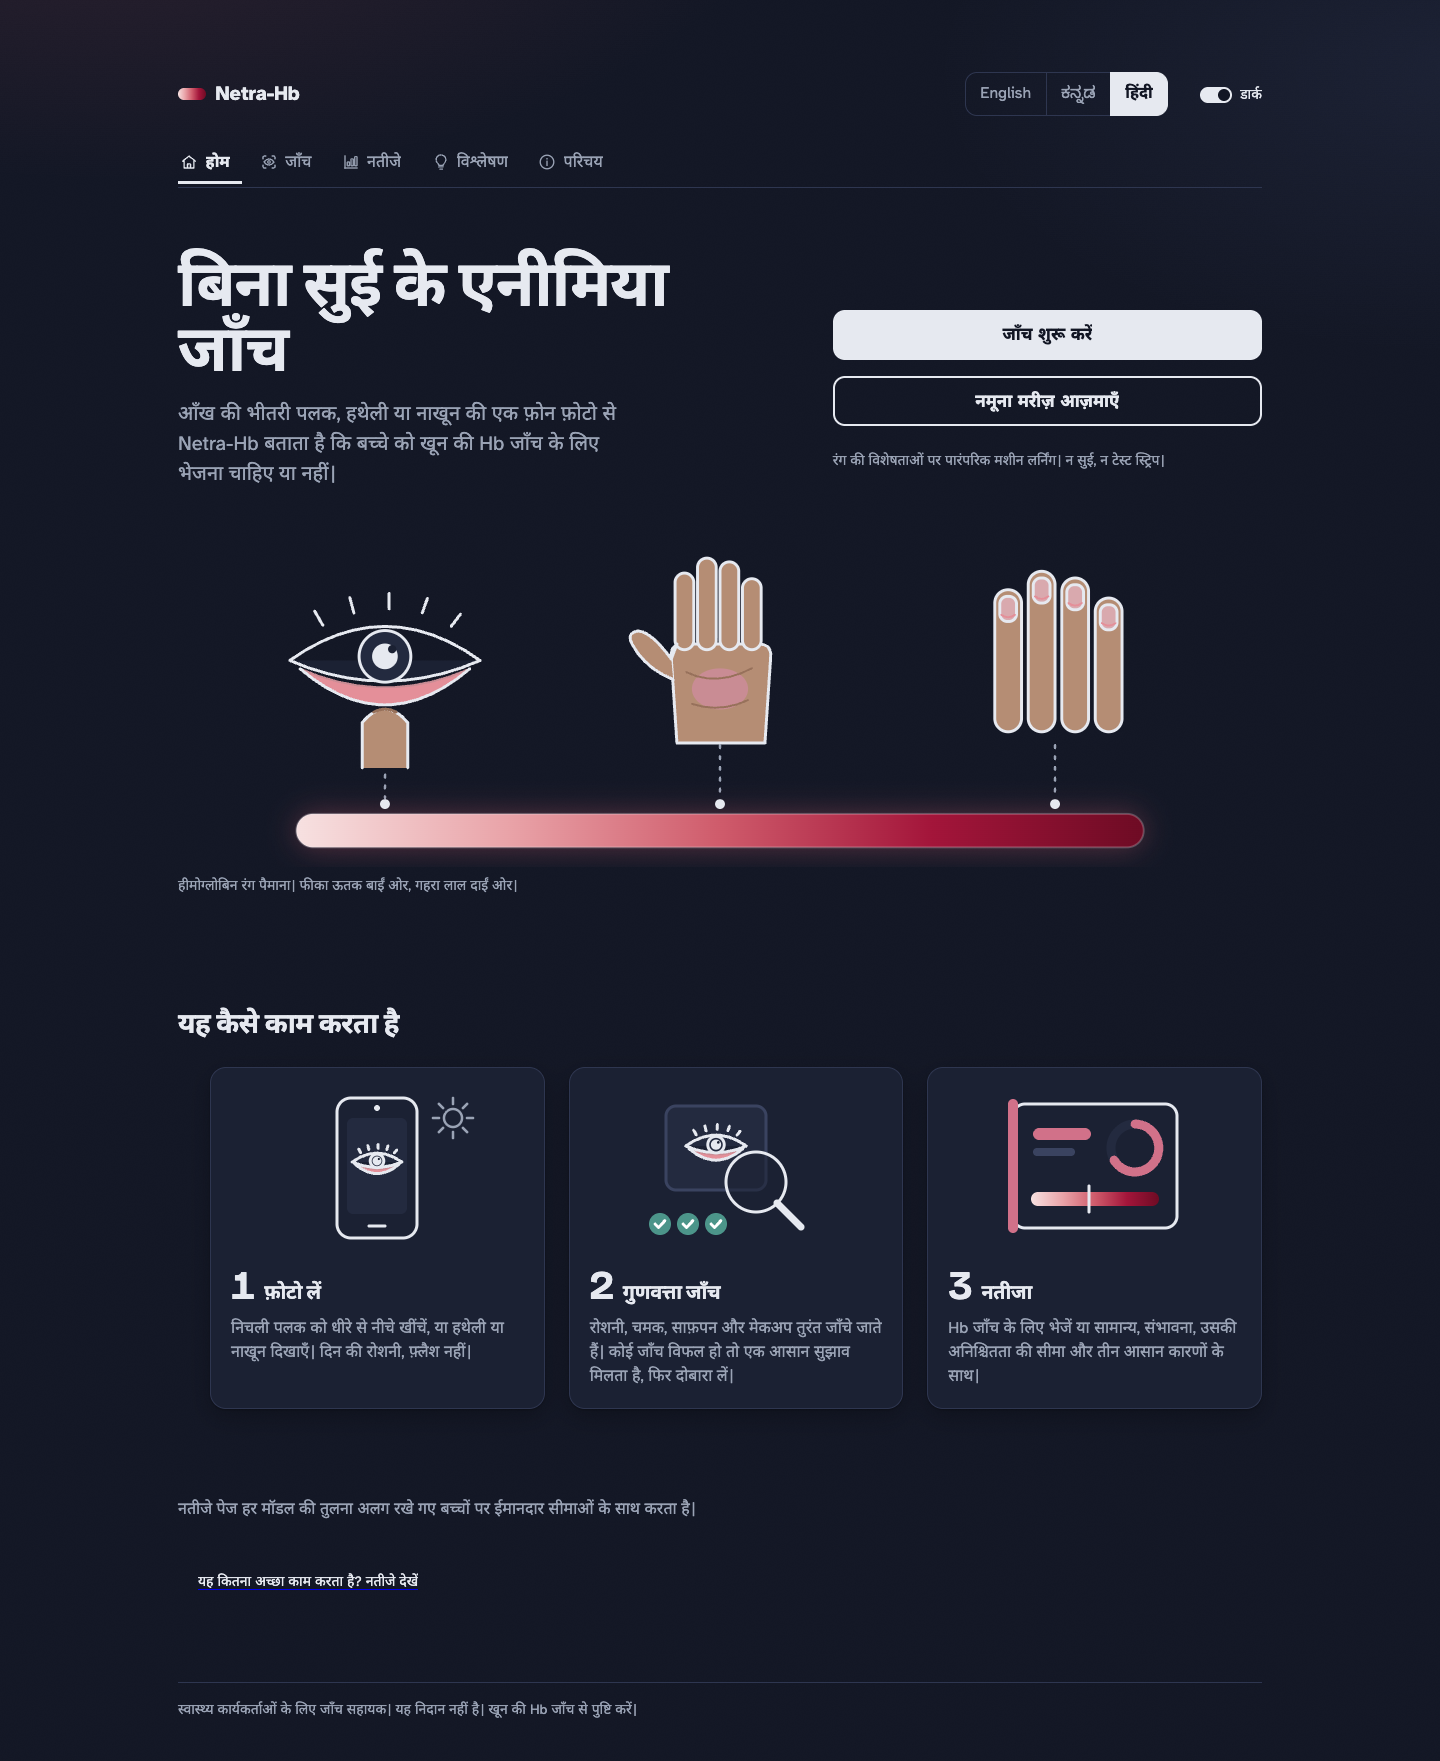 Netra-Hb
English
ಕನ್ನಡ
हिंदी
डार्क
होम
जाँच
नतीजे
विश्लेषण
परिचय
बिना सुई के एनीमिया
जाँच
आँख की भीतरी पलक, हथेली या नाखून की एक फ़ोन फ़ोटो से
Netra-Hb बताता है कि बच्चे को खून की Hb जाँच के लिए
भेजना चाहिए या नहीं|
जाँच शुरू करें
नमूना मरीज़ आज़माएँ
रंग की विशेषताओं पर पारंपरिक मशीन लर्निंग| न सुई, न टेस्ट स्ट्रिप|
हीमोग्लोबिन रंग पैमाना| फीका ऊतक बाईं ओर, गहरा लाल दाईं ओर|
यह कैसे काम करता है
1 फ़ोटो लें
निचली पलक को धीरे से नीचे खींचें, या हथेली या
नाखून दिखाएँ| दिन की रोशनी, फ़्लैश नहीं|
2 गुणवत्ता जाँच
रोशनी, चमक, साफ़पन और मेकअप तुरंत जाँचे जाते
हैं| कोई जाँच विफल हो तो एक आसान सुझाव
मिलता है, फिर दोबारा लें|
3 नतीजा
Hb जाँच के लिए भेजें या सामान्य, संभावना, उसकी
अनिश्चितता की सीमा और तीन आसान कारणों के
साथ|
नतीजे पेज हर मॉडल की तुलना अलग रखे गए बच्चों पर ईमानदार सीमाओं के साथ करता है|
यह कितना अच्छा काम करता है? नतीजे देखें
स्वास्थ्य कार्यकर्ताओं के लिए जाँच सहायक| यह निदान नहीं है| खून की Hb जाँच से पुष्टि करें|